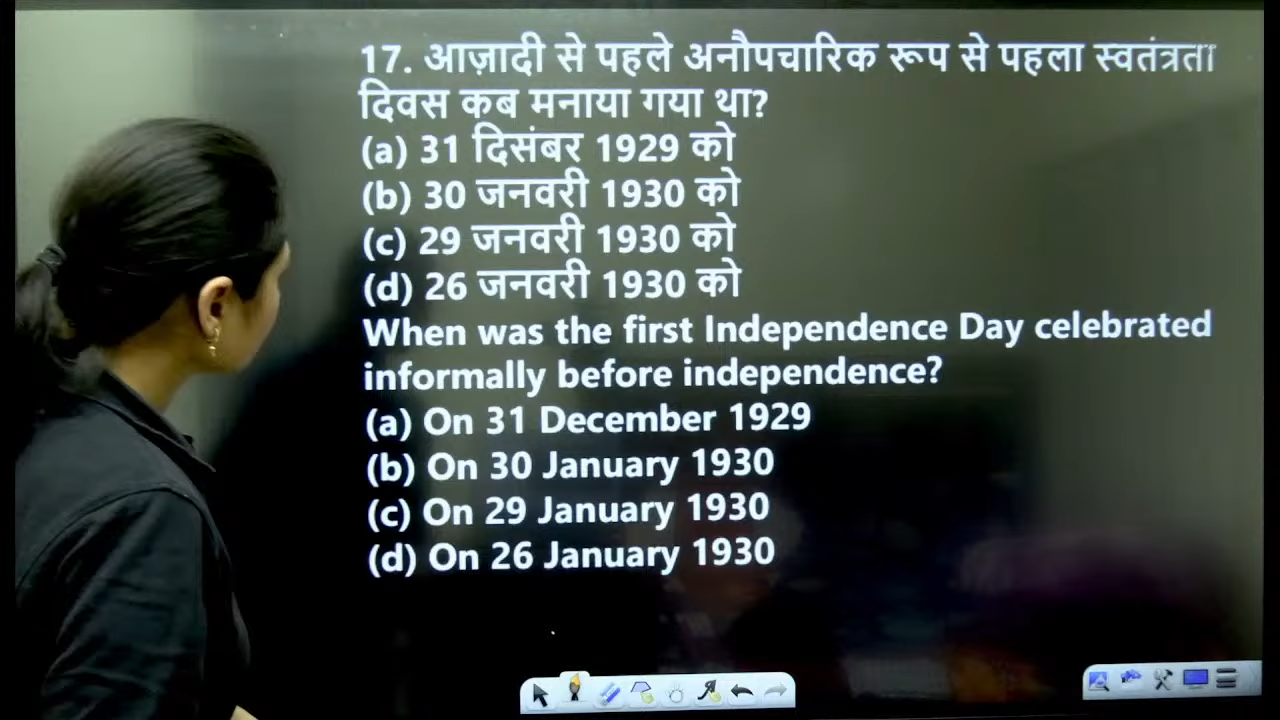 17. आज़ादी से पहले अनौपचारिक रूप से पहला स्वतंत्रता
दिवस कब मनाया गया था?
(a) 31 दिसंबर 1929 को
(b) 30 जनवरी 1930 को
(c) 29 जनवरी 1930 को
(d) 26 जनवरी 1930 को
When was the first Independence Day celebrated
informally before independence?
(a) On 31 December 1929
(b) On 30 January 1930
(c) On 29 January 1930
(d) On 26 January 1930